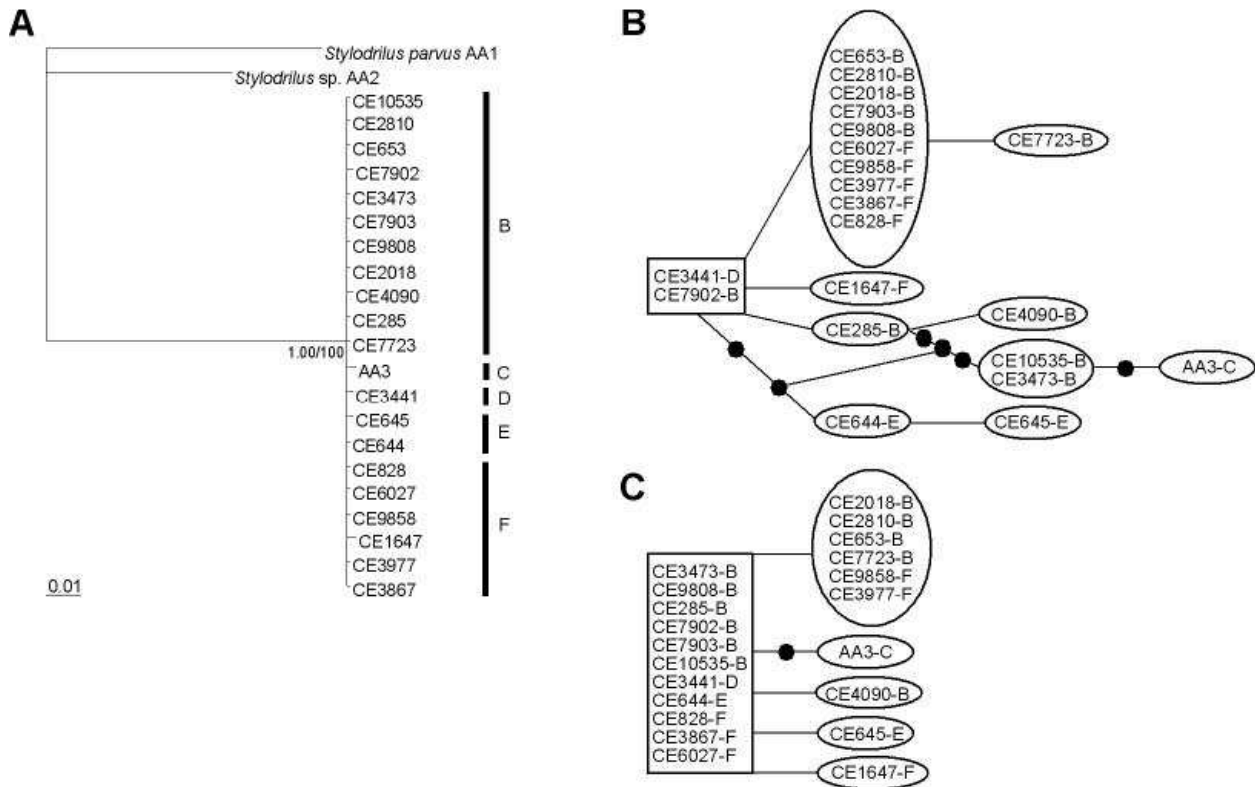 A
Stylodrilus parvus AA1
Stylodrilus sp. AA2
CE10535
CE2810
CE653
CE7902
CE3473
CE7903
CE9808
CE2018
CE4090
CE285
CE7723
1.00/100
AA3
CE3441
CE645
CE644
CE828
CE6027
CE9858
CE1647
CE3977
CE3867
B
C
D
E
F
0.01
B
CE653-B
CE2810-B
CE2018-B
CE7903-B
CE9808-B
CE6027-F
CE9858-F
CE3977-F
CE3867-F
CE828-F
CE7723-B
CE3441-D
CE7902-B
CE1647-F
CE285-B
CE4090-B
CE10535-B
CE3473-B
AA3-C
CE644-E
CE645-E
C
CE2018-B
CE2810-B
CE653-B
CE7723-B
CE9858-F
CE3977-F
CE3473-B
CE9808-B
CE285-B
CE7902-B
CE7903-B
CE10535-B
CE3441-D
CE644-E
CE828-F
CE3867-F
CE6027-F
AA3-C
CE4090-B
CE645-E
CE1647-F